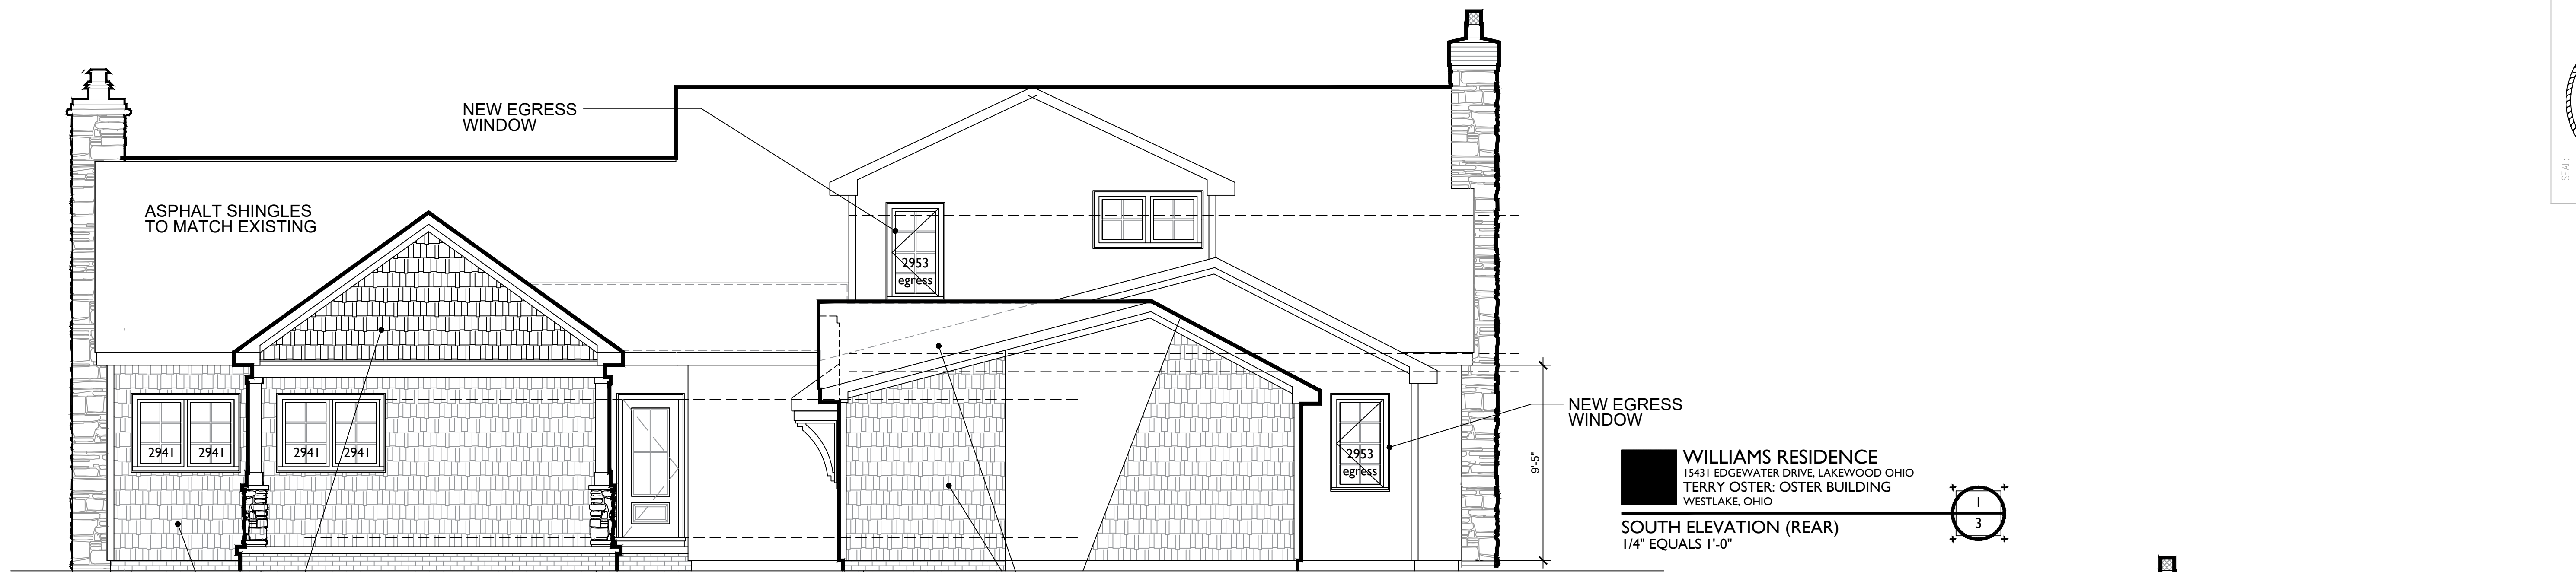 NEW EGRESS
WINDOW
ASPHALT SHINGLES
TO MATCH EXISTING
2953
egress
2941
2941
2941
2941
2953
egress
NEW EGRESS
WINDOW
9'-5"
WILLIAMS RESIDENCE
15431 EDGEWATER DRIVE, LAKEWOOD OHIO
TERRY OSTER: OSTER BUILDING
WESTLAKE, OHIO
SOUTH ELEVATION (REAR)
1/4" EQUALS 1'-0"
1
3
SEAL: